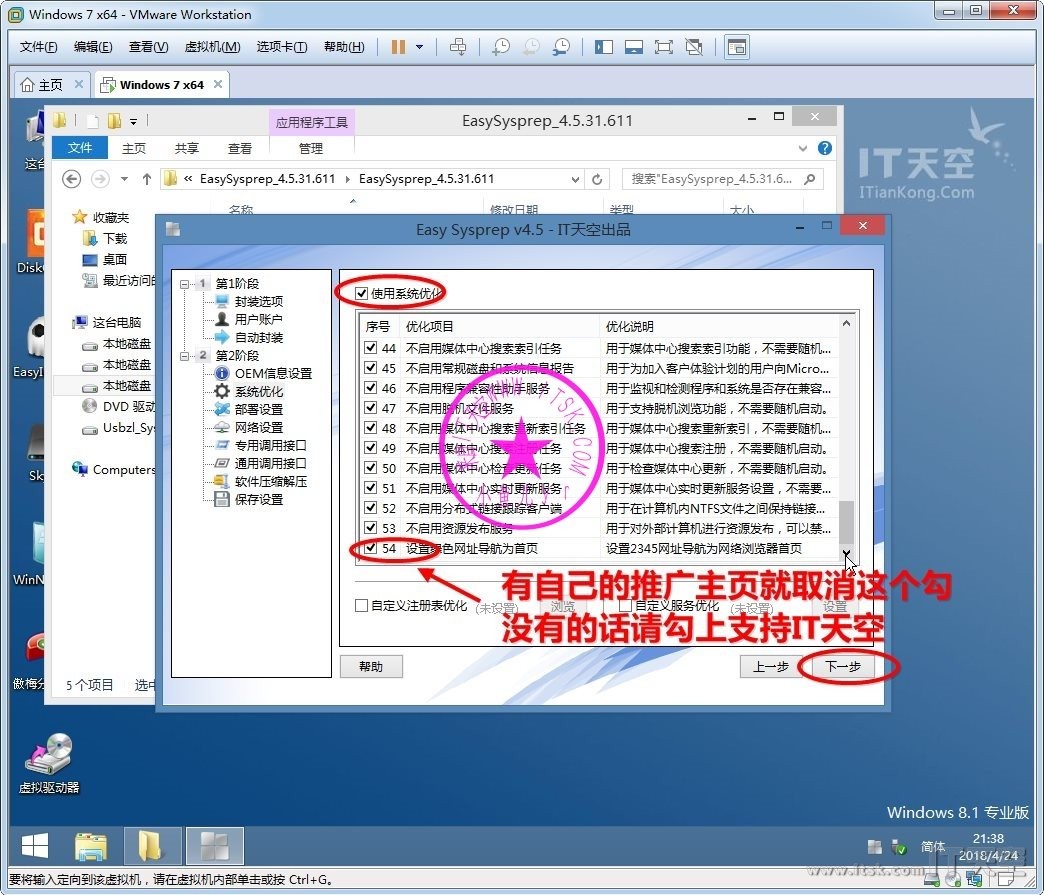 Windows 7 x64 - VMware Workstation
文件(F) 编辑(E) 查看(V) 虚拟机(M) 选项卡(T) 帮助(H)
主页 Windows 7 x64
应用程序工具 EasySysprep_4.5.31.611
文件 主页 共享 查看 管理
« EasySysprep_4.5.31.611 › EasySysprep_4.5.31.611 搜索"EasySysprep_4.5.31.6...
IT天空
ITianKong.Com
名称 修改日期 类型 大小
收藏夹
下载
桌面
最近访问的
这台电脑
本地磁盘
本地磁盘
本地磁盘
DVD 驱动
Usbzl_Sys
Computers
5 个项目 选中
这台
Disk
EasyI
Sk
WinN
傲梅分
虚拟驱动器
Easy Sysprep v4.5 - IT天空出品
1 第1阶段
封装选项
用户账户
自动封装
2 第2阶段
OEM信息设置
系统优化
部署设置
网络设置
专用调用接口
通用调用接口
软件压缩解压
保存设置
使用系统优化
序号 优化项目 优化说明
44 不启用媒体中心搜索索引任务 用于媒体中心搜索索引功能，不需要随机...
45 不启用常规磁盘和系统信息报告 用于为加入客户体验计划的用户向Micro...
46 不启用程序兼容性助手服务 用于监视和检测程序和系统是否存在兼容...
47 不启用脱机文件服务 用于支持脱机浏览功能，不需要随机启动。
48 不启用媒体中心搜索重新索引任务 用于媒体中心搜索重新索引，不需要随机...
49 不启用媒体中心搜索注册任务 用于媒体中心搜索注册，不需要随机启动。
50 不启用媒体中心检查更新任务 用于检查媒体中心更新，不需要随机启动。
51 不启用媒体中心实时更新服务 用于媒体中心实时更新服务设置，不需要...
52 不启用分布式链接跟踪客户端 用于在计算机内NTFS文件之间保持链接...
53 不启用资源发布服务 用于对外部计算机进行资源发布，可以禁...
54 设置绿色网址导航为首页 设置2345网址导航为网络浏览器首页
ITSK.COM
有自己的推广主页就取消这个勾
自定义注册表优化 (未设置) 浏览 自定义服务优化 (未设置) 设置
没有的话请勾上支持IT天空
帮助 上一步 下一步
Windows 8.1 专业版
简体 21:38
2018/4/24
www.itsk.com IT天空
要将输入定向到该虚拟机，请在虚拟机内部单击或按 Ctrl+G。